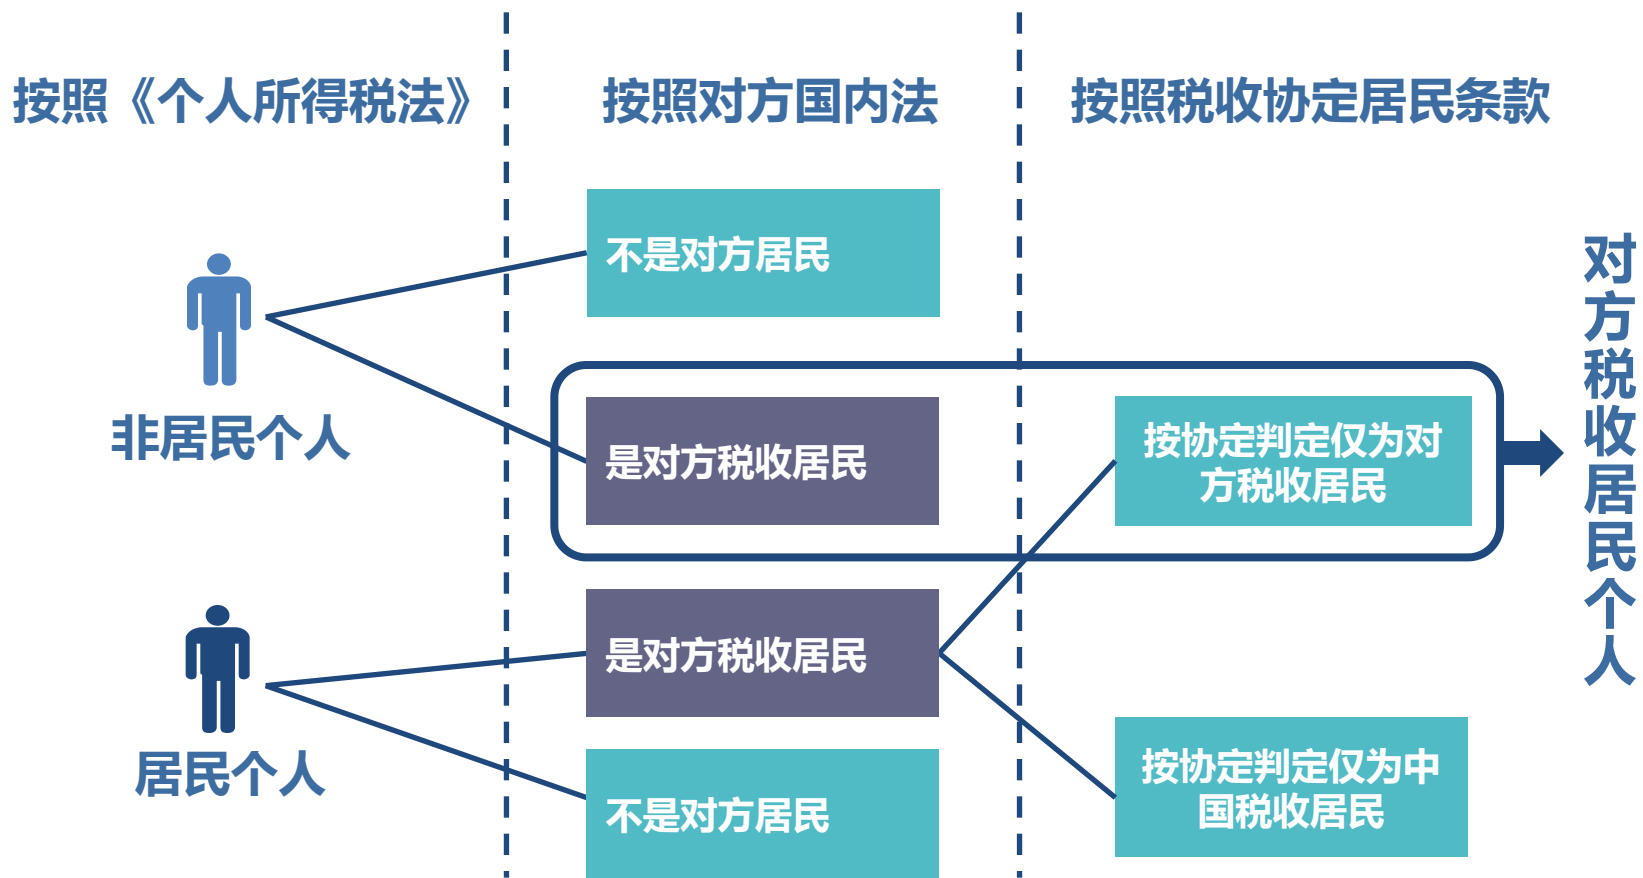 按照《个人所得税法》
按照对方国内法
按照税收协定居民条款
不是对方居民
非居民个人
是对方税收居民
按协定判定仅为对
方税收居民
是对方税收居民
居民个人
不是对方居民
按协定判定仅为中
国税收居民
对方税收居民个人